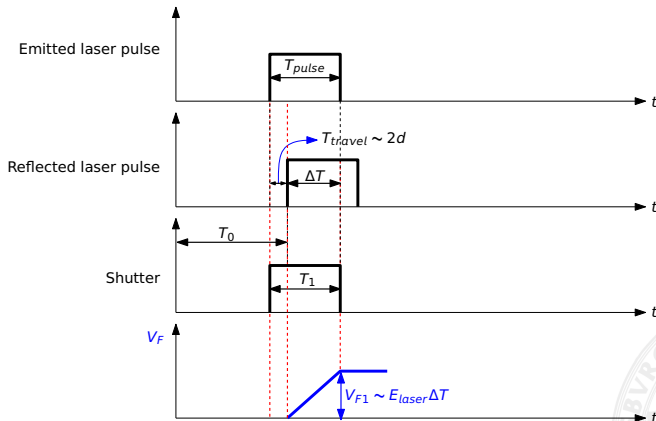 Emitted laser pulse
T_pulse
t
T_travel ~ 2d
Reflected laser pulse
ΔT
t
T_0
Shutter
T_1
t
V_F
V_F1 ~ E_laser ΔT
t